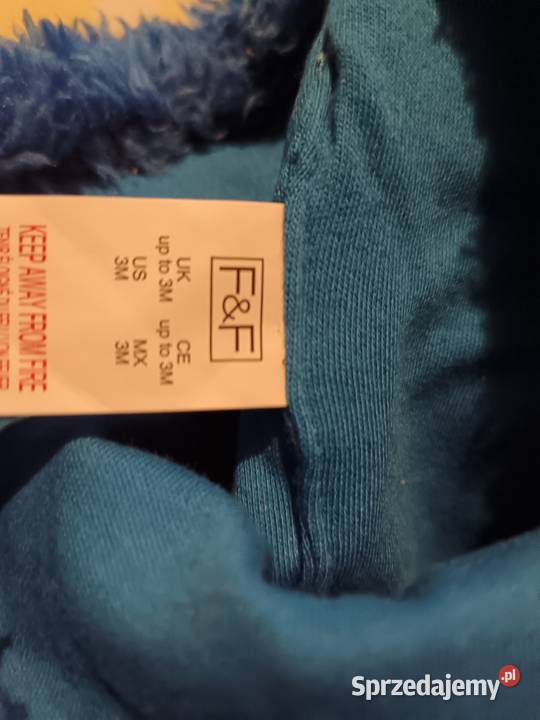 F&F
UK CE
up to 3M up to 3M
US MX
3M 3M
KEEP AWAY FROM FIRE
Sprzedajemy.pl